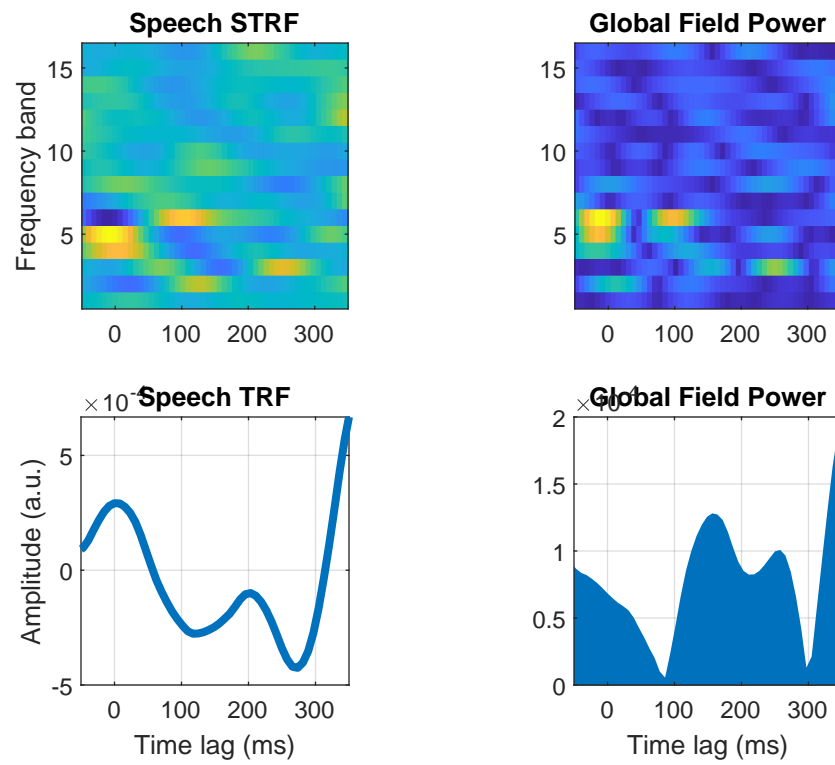 Speech STRF
Global Field Power
Frequency band
15
10
5
0 100 200 300
15
10
5
0 100 200 300
×10-4
Speech TRF
Global Field Power
Amplitude (a.u.)
5
0
-5
0 100 200 300
Time lag (ms)
2
1.5
1
0.5
0
0 100 200 300
Time lag (ms)